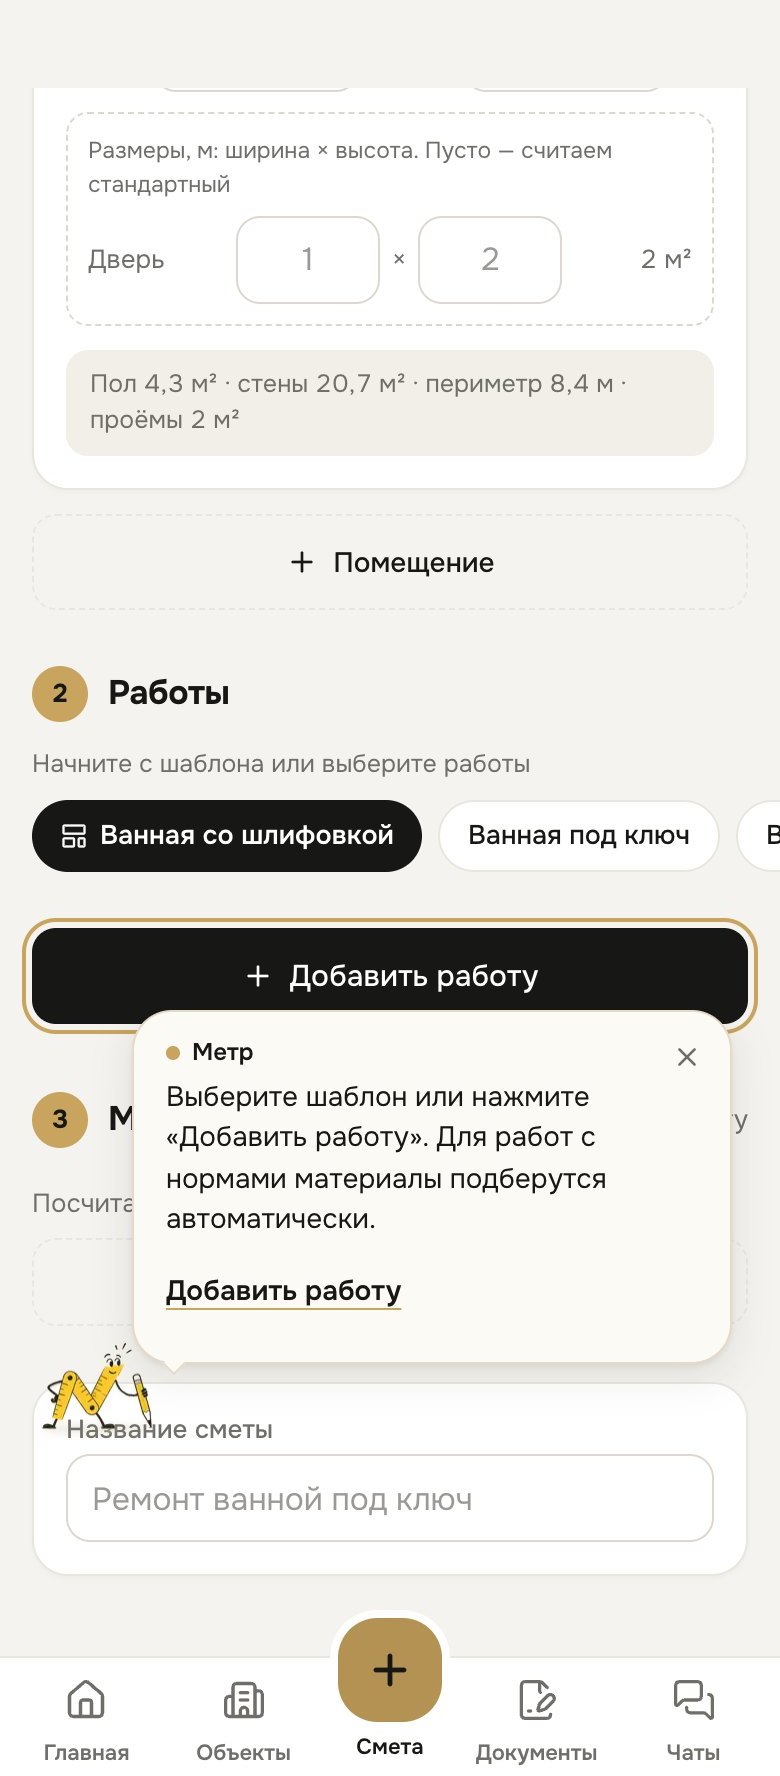 Размеры, м: ширина × высота. Пусто — считаем
стандартный
Дверь 1 × 2 2 м²
Пол 4,3 м² · стены 20,7 м² · периметр 8,4 м ·
проёмы 2 м²
+ Помещение
2 Работы
Начните с шаблона или выберите работы
Ванная со шлифовкой Ванная под ключ В
+ Добавить работу
Метр
Выберите шаблон или нажмите
«Добавить работу». Для работ с
нормами материалы подберутся
автоматически.
Добавить работу
3 М у
Посчита
Название сметы
Ремонт ванной под ключ
Главная Объекты Смета Документы Чаты